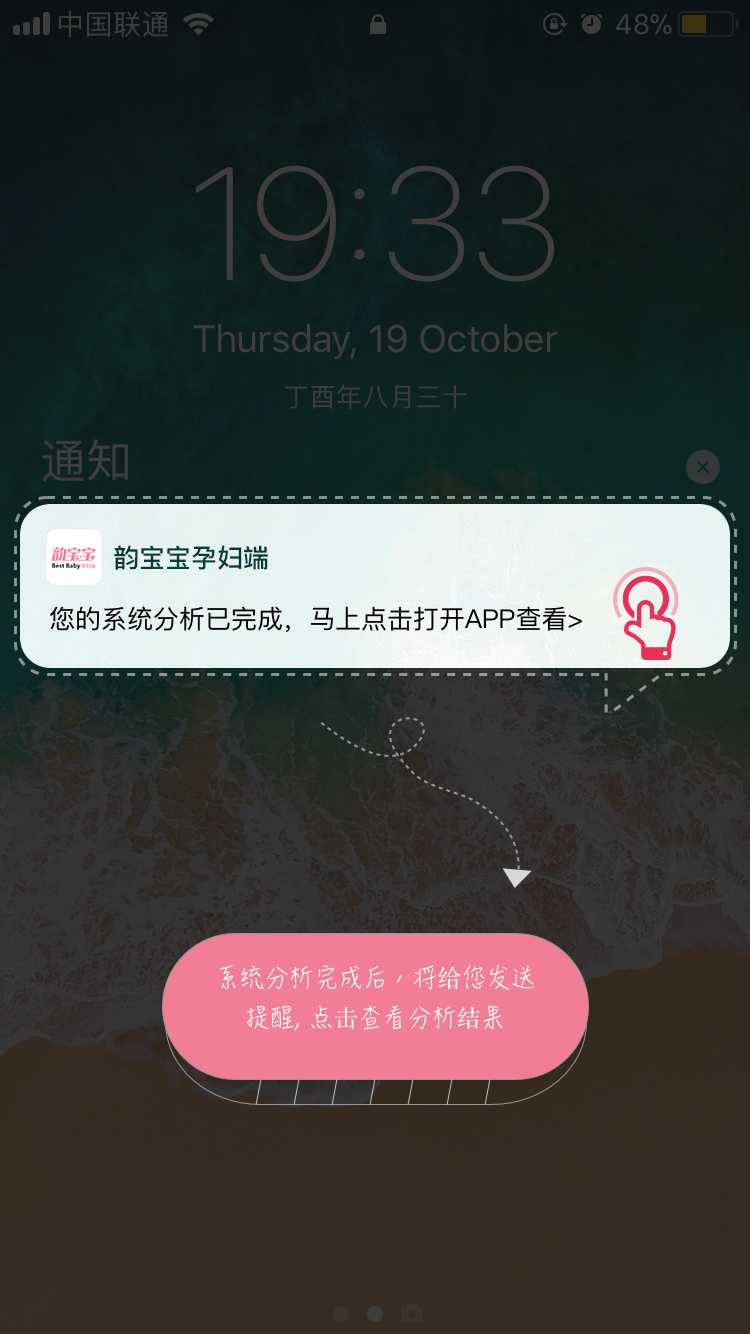 中国联通 48%
19:33
Thursday, 19 October
丁酉年八月三十
通知
韵宝宝
Best Baby 孕妇端
韵宝宝孕妇端
您的系统分析已完成，马上点击打开APP查看>
系统分析完成后，将给您发送
提醒, 点击查看分析结果